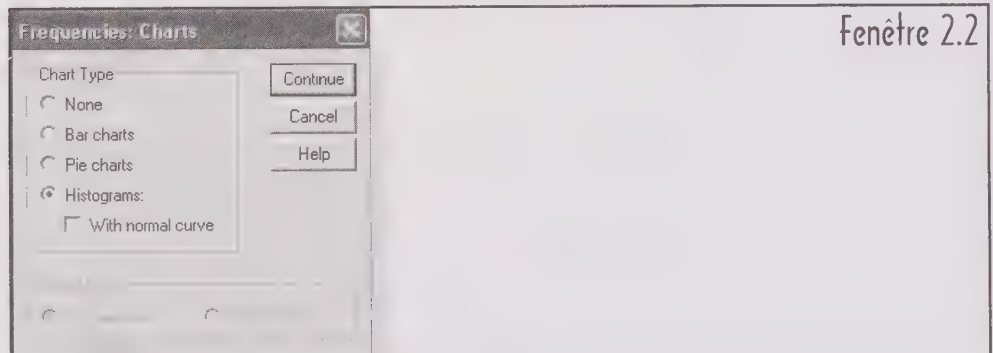 Fenêtre 2.2
Frequencies: Charts
Chart Type
None
Bar charts
Pie charts
Histograms:
With normal curve
Continue
Cancel
Help